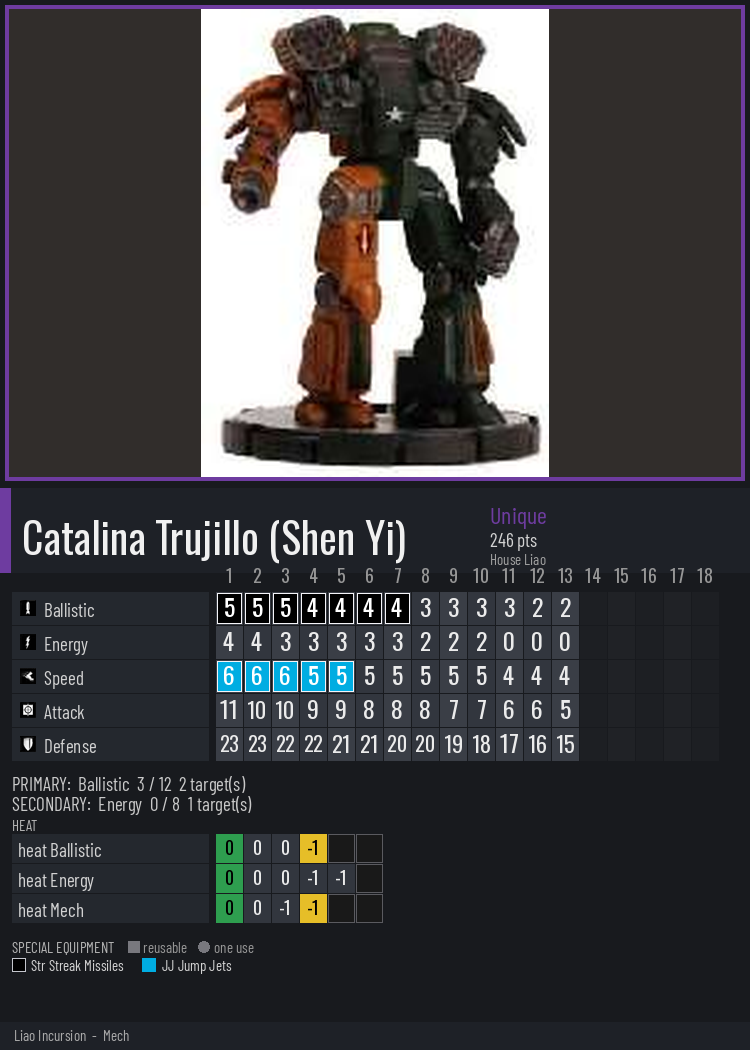 Catalina Trujillo (Shen Yi)
Unique
246 pts
House Liao
1 2 3 4 5 6 7 8 9 10 11 12 13 14 15 16 17 18
Ballistic 5 5 5 4 4 4 4 3 3 3 3 2 2
Energy 4 4 3 3 3 3 3 2 2 2 0 0 0
Speed 6 6 6 5 5 5 5 5 5 5 4 4 4
Attack 11 10 10 9 9 8 8 8 7 7 6 6 5
Defense 23 23 22 22 21 21 20 20 19 18 17 16 15
PRIMARY: Ballistic 3 / 12 2 target(s)
SECONDARY: Energy 0 / 8 1 target(s)
HEAT
heat Ballistic 0 0 0 -1
heat Energy 0 0 0 -1 -1
heat Mech 0 0 -1 -1
SPECIAL EQUIPMENT reusable one use
Str Streak Missiles JJ Jump Jets
Liao Incursion - Mech